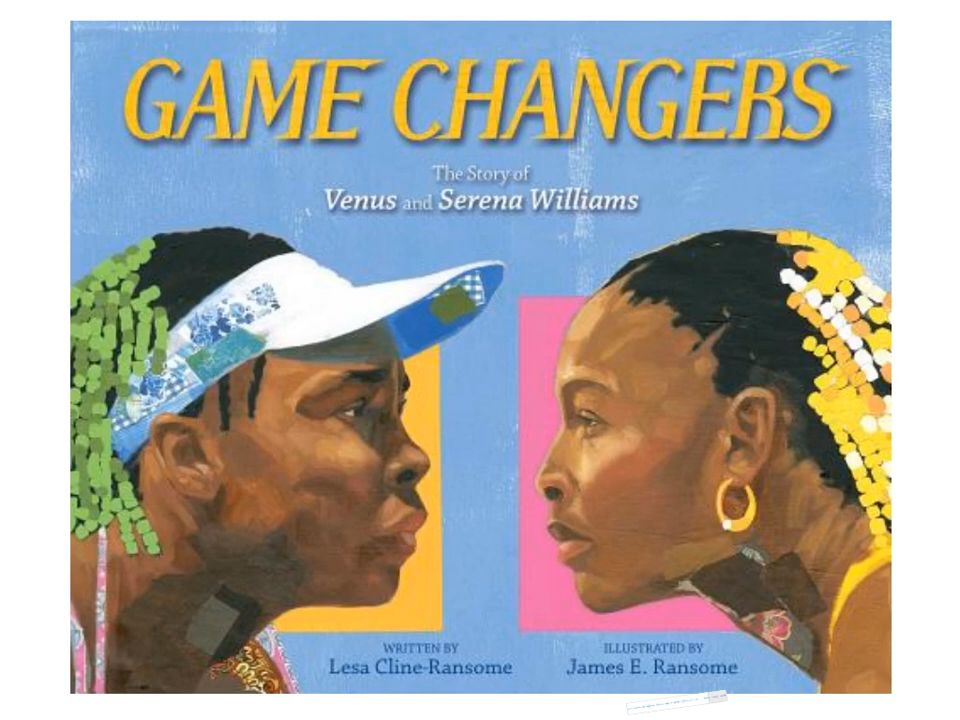 GAME CHANGERS
The Story of
Venus and Serena Williams
WRITTEN BY
Lesa Cline-Ransome
ILLUSTRATED BY
James E. Ransome